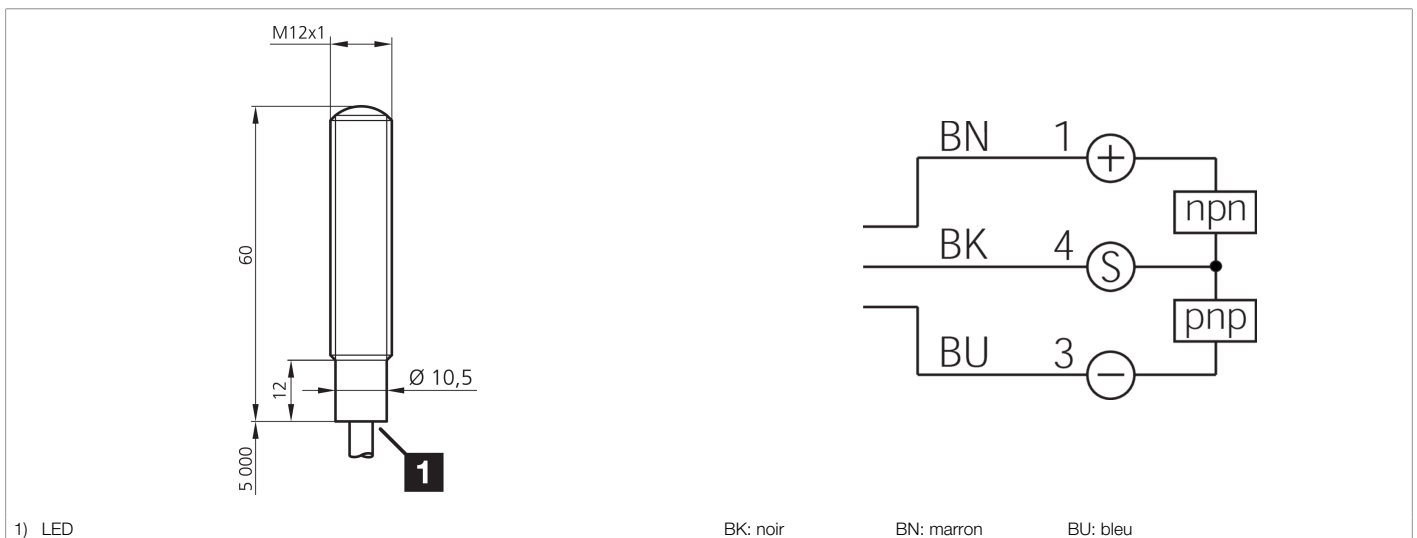 M12x1
60
12
Ø 10,5
5 000
1
BN 1 +
npn
BK 4 S
pnp
BU 3 −
1) LED
BK: noir BN: marron BU: bleu